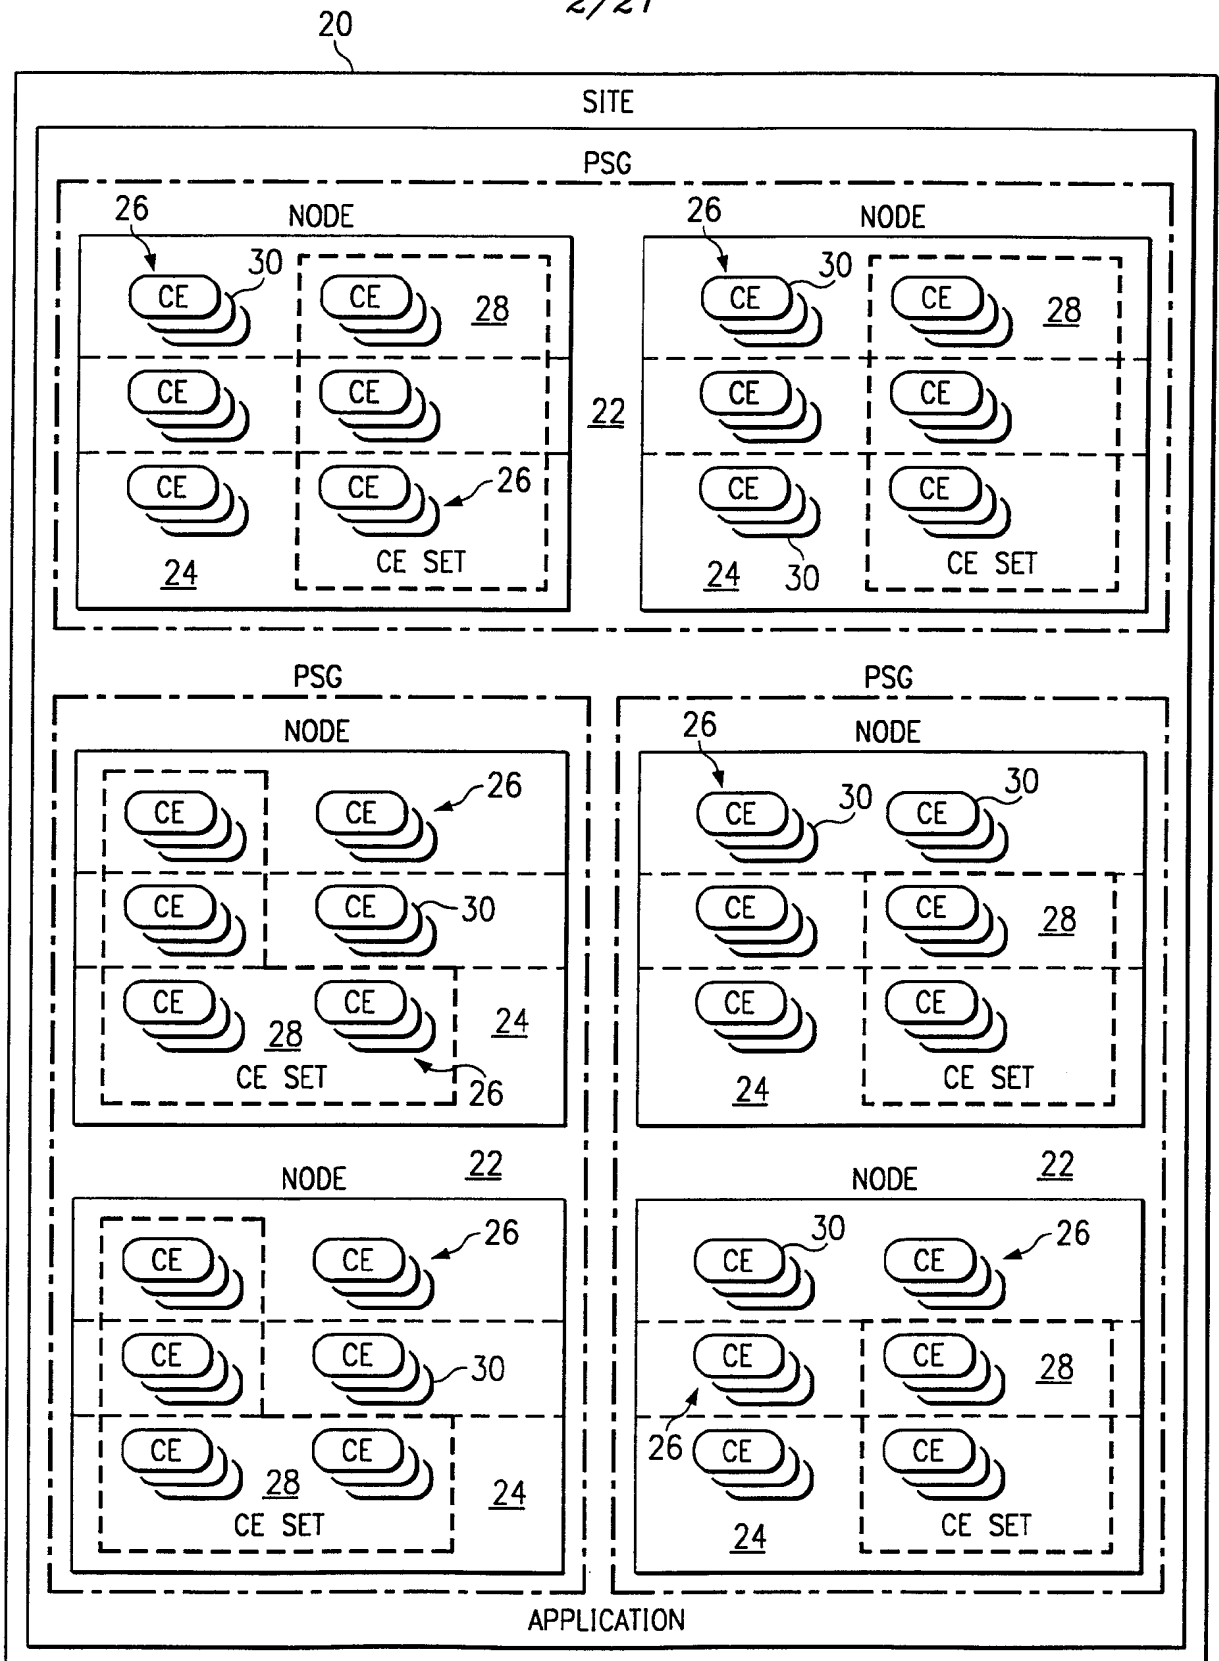 2/21
20
SITE
PSG
26 NODE 26 NODE
CE 30 CE 28 CE 30 CE 28
CE CE 22 CE CE
CE CE 26 CE CE
24 CE SET 24 30 CE SET
PSG PSG
NODE 26 NODE
CE CE 26 CE 30 CE 30
CE CE 30 CE CE 28
CE 28 CE 24 CE CE
CE SET 26 24 CE SET
NODE 22 NODE 22
CE CE 26 CE 30 CE 26
CE CE 30 CE CE 28
CE 28 CE 24 26 CE CE
CE SET 24 CE SET
APPLICATION